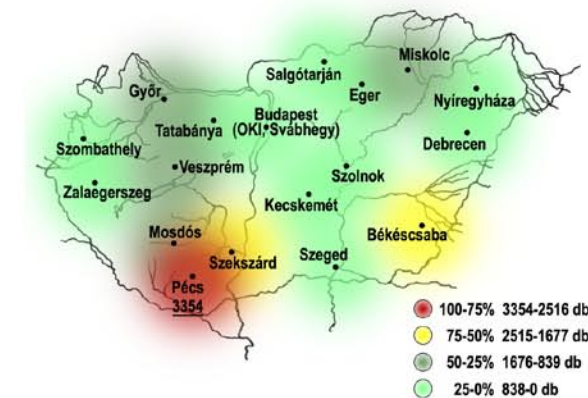 Miskolc
Salgótarján
Eger
Győr
Nyíregyháza
Budapest
(OKI, Svábhegy)
Tatabánya
Szombathely
Debrecen
Veszprém
Szolnok
Zalaegerszeg
Kecskemét
Mosdós
Békéscsaba
Szekszárd
Szeged
Pécs
3354
100-75% 3354-2516 db
75-50% 2515-1677 db
50-25% 1676-839 db
25-0% 838-0 db